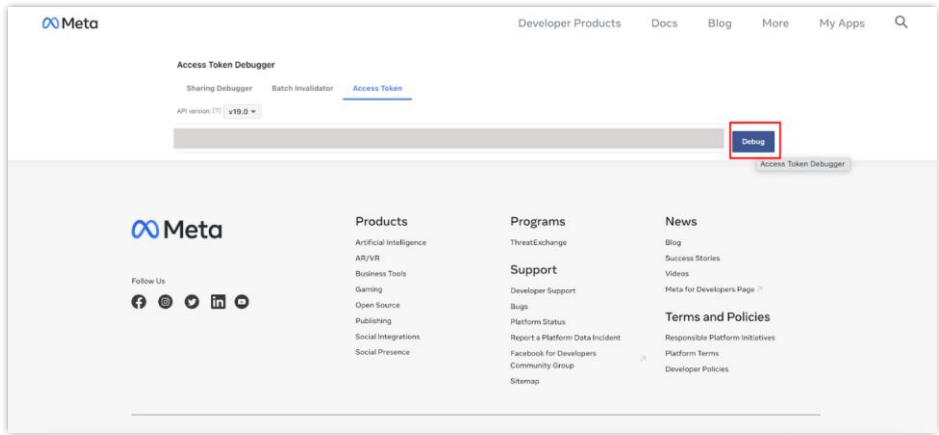 Meta
Developer Products Docs Blog More My Apps
Access Token Debugger
Sharing Debugger Batch Invalidator Access Token
API version: [?] v19.0
Debug
Access Token Debugger
Meta
Follow Us
Products
Artificial Intelligence
AR/VR
Business Tools
Gaming
Open Source
Publishing
Social Integrations
Social Presence
Programs
ThreatExchange
Support
Developer Support
Bugs
Platform Status
Report a Platform Data Incident
Facebook for Developers
Community Group
Sitemap
News
Blog
Success Stories
Videos
Meta for Developers Page
Terms and Policies
Responsible Platform Initiatives
Platform Terms
Developer Policies